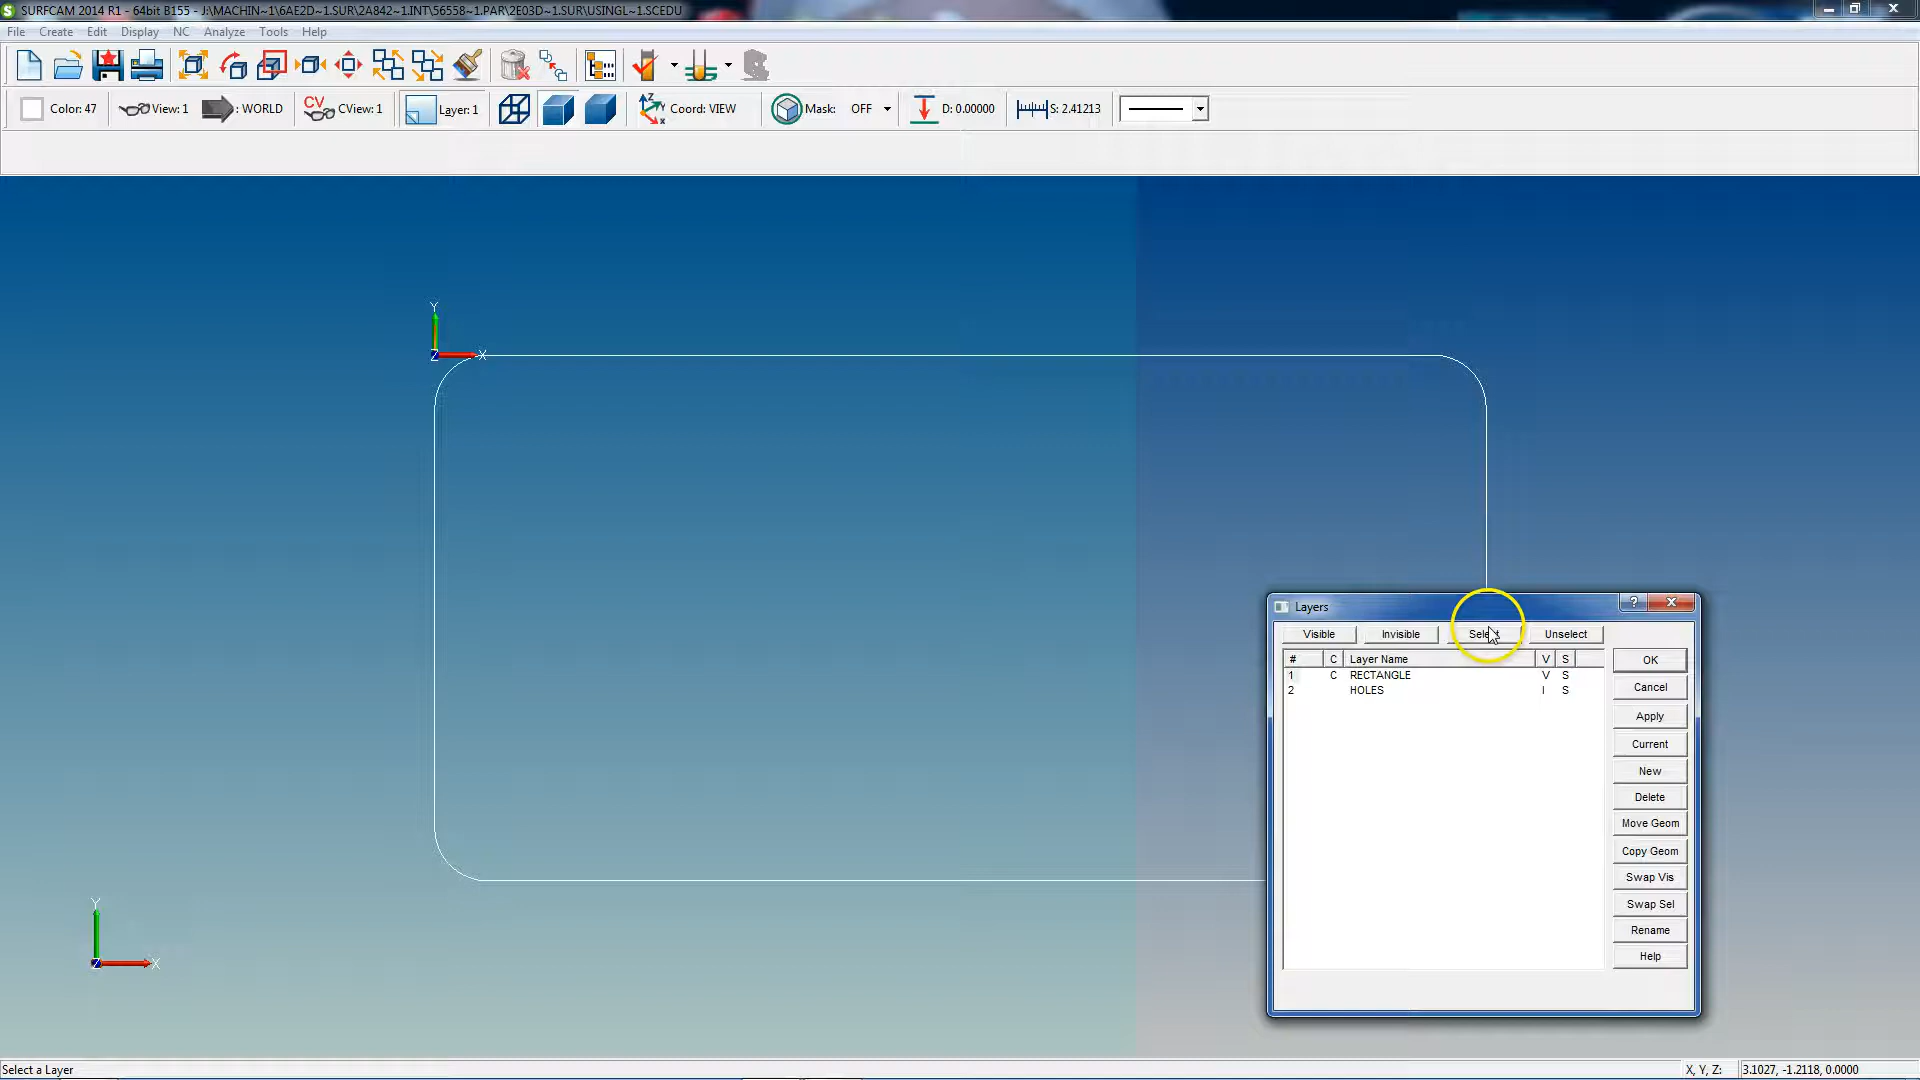 SURFCAM 2014 R1 - 64bit B155 - J:\MACHIN~1\6AE2D~1.SUR\2A842~1.INT\56558~1.PAR\2E03D~1.SUR\USINGL~1.SCEDU
File Create Edit Display NC Analyze Tools Help
Color: 47 View: 1 : WORLD CV CView: 1 Layer: 1 Z Y X Coord: VIEW Mask: OFF D: 0.00000 S: 2.41213
Y
Z X
Layers ?
Visible Invisible Select Unselect
# C Layer Name V S OK
1 C RECTANGLE V S
2 HOLES I S
Cancel
Apply
Current
New
Delete
Move Geom
Copy Geom
Swap Vis
Swap Sel
Rename
Help
Y
Z X
Select a Layer X, Y, Z: 3.1027, -1.2118, 0.0000